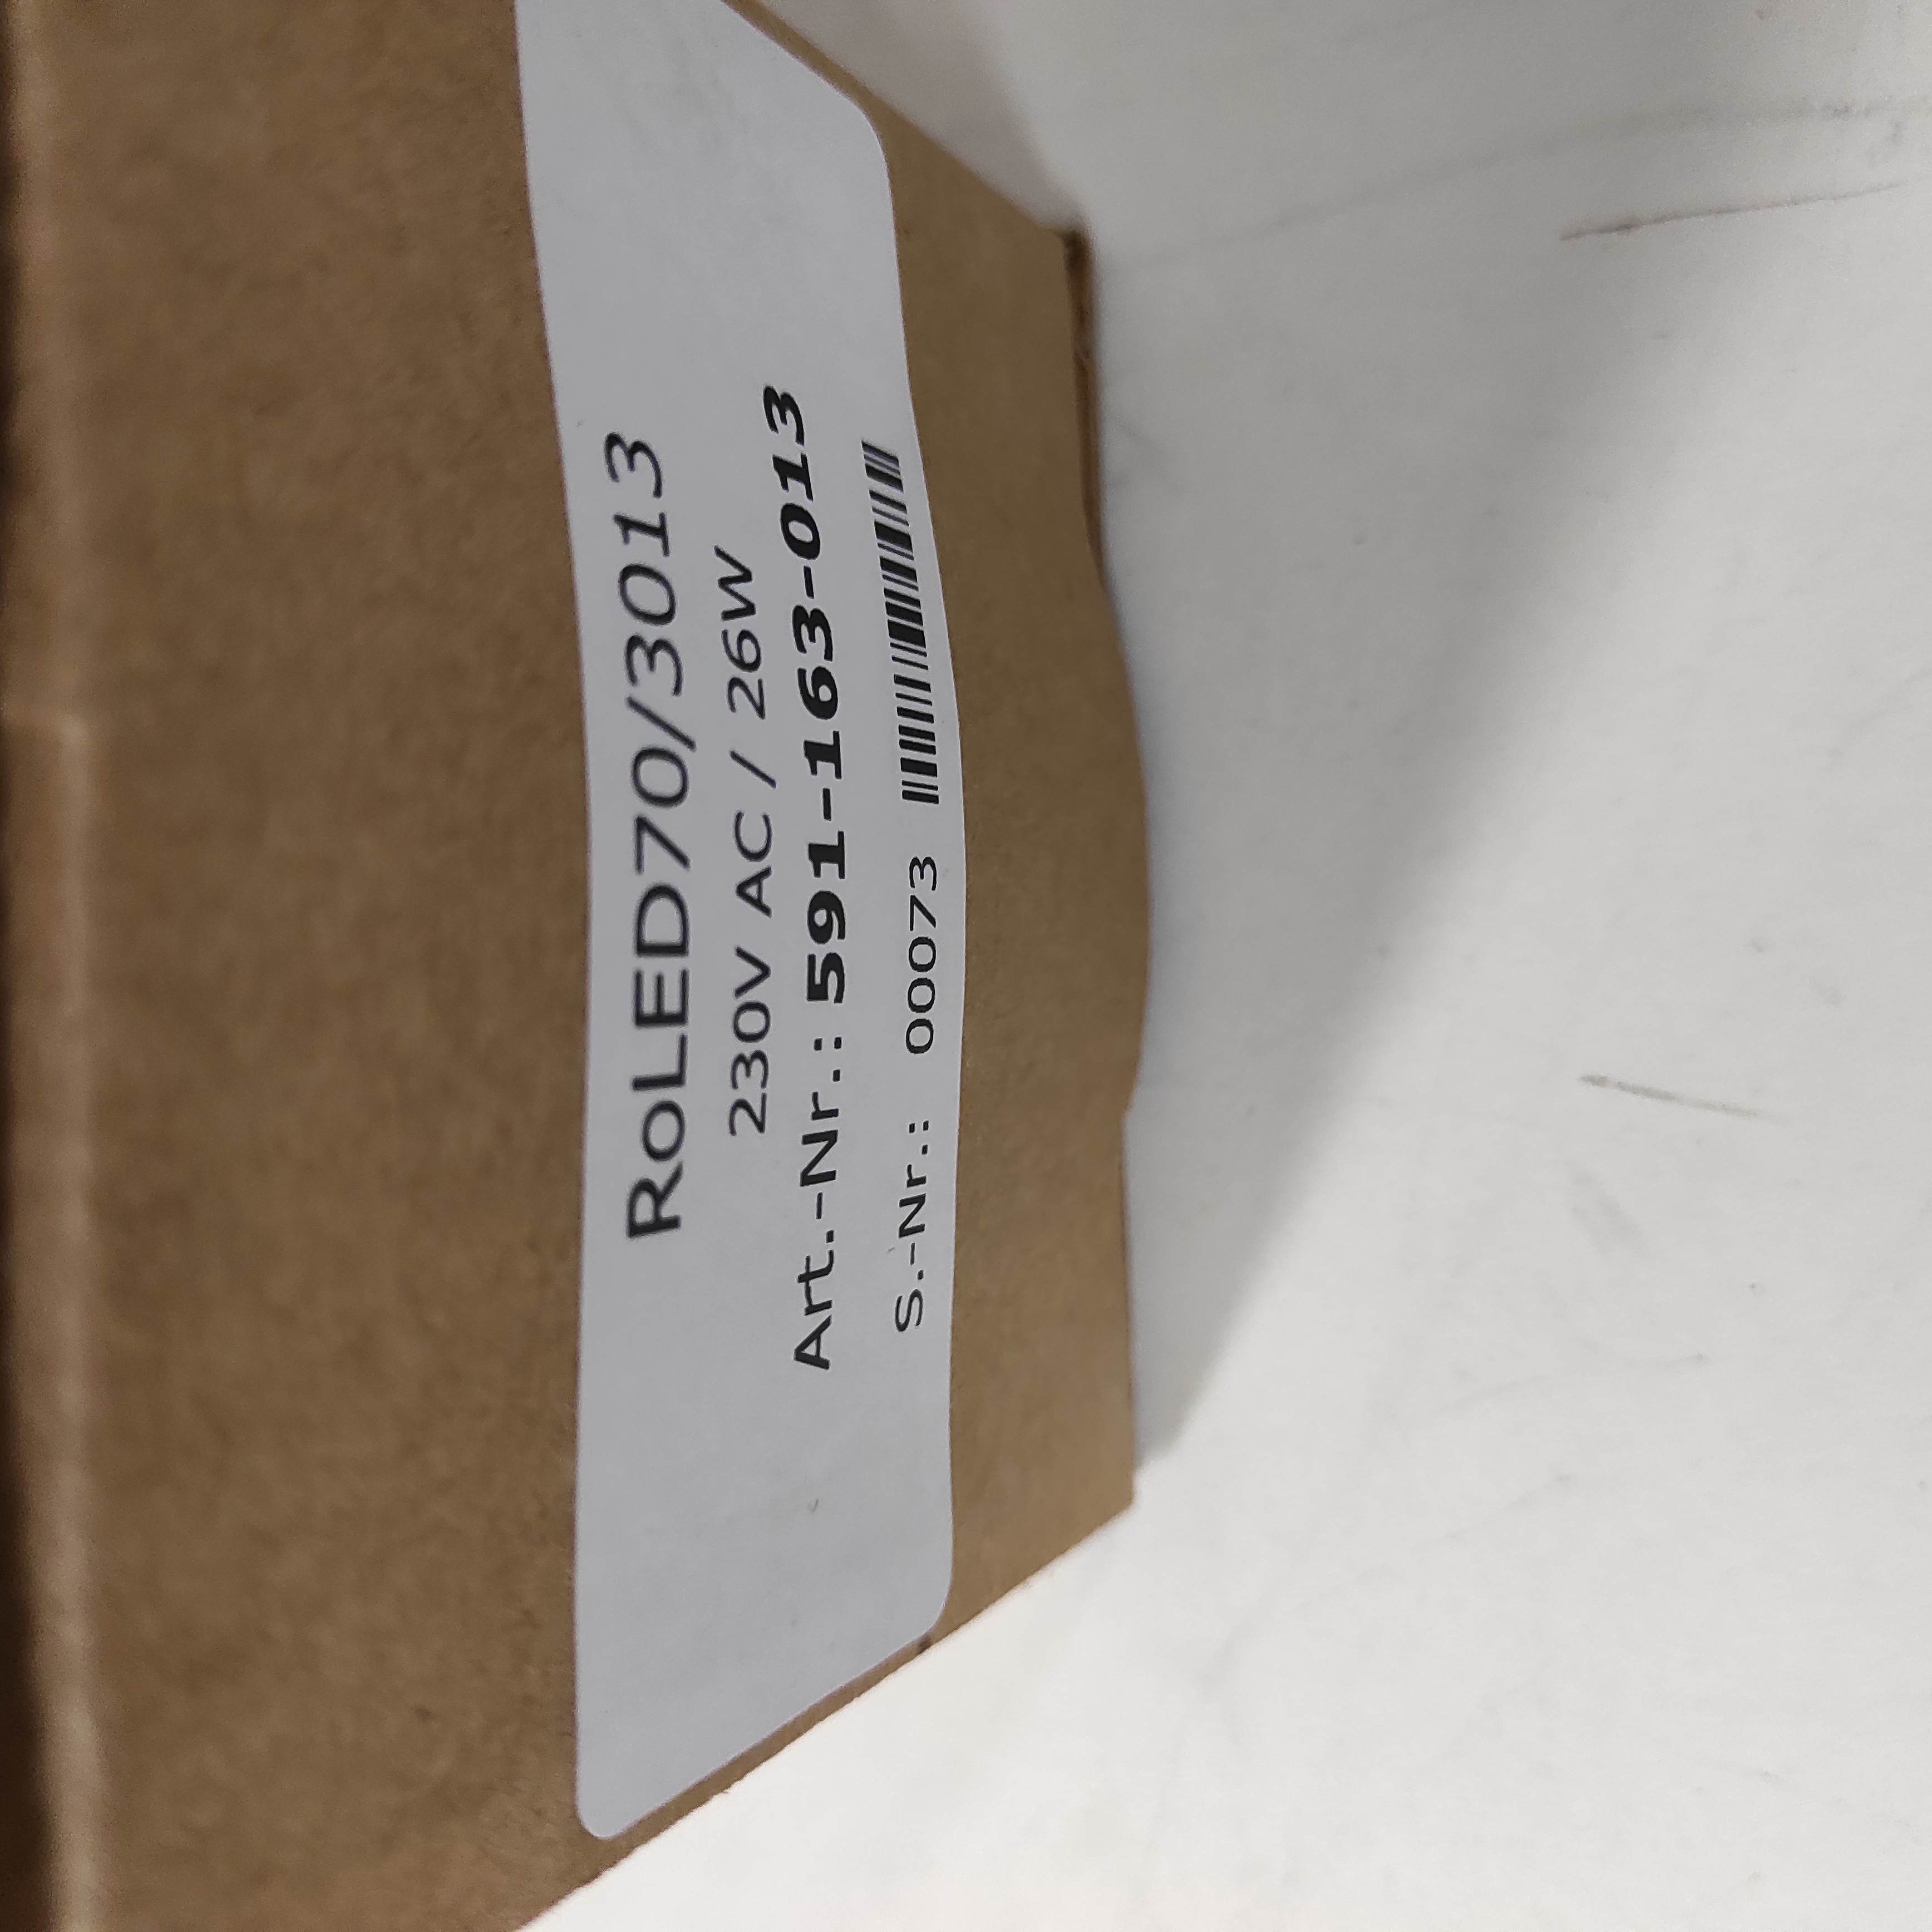 RoLED70/3013
230V AC / 26W
Art.-Nr.: 591-163-013
S.-Nr.: 00073